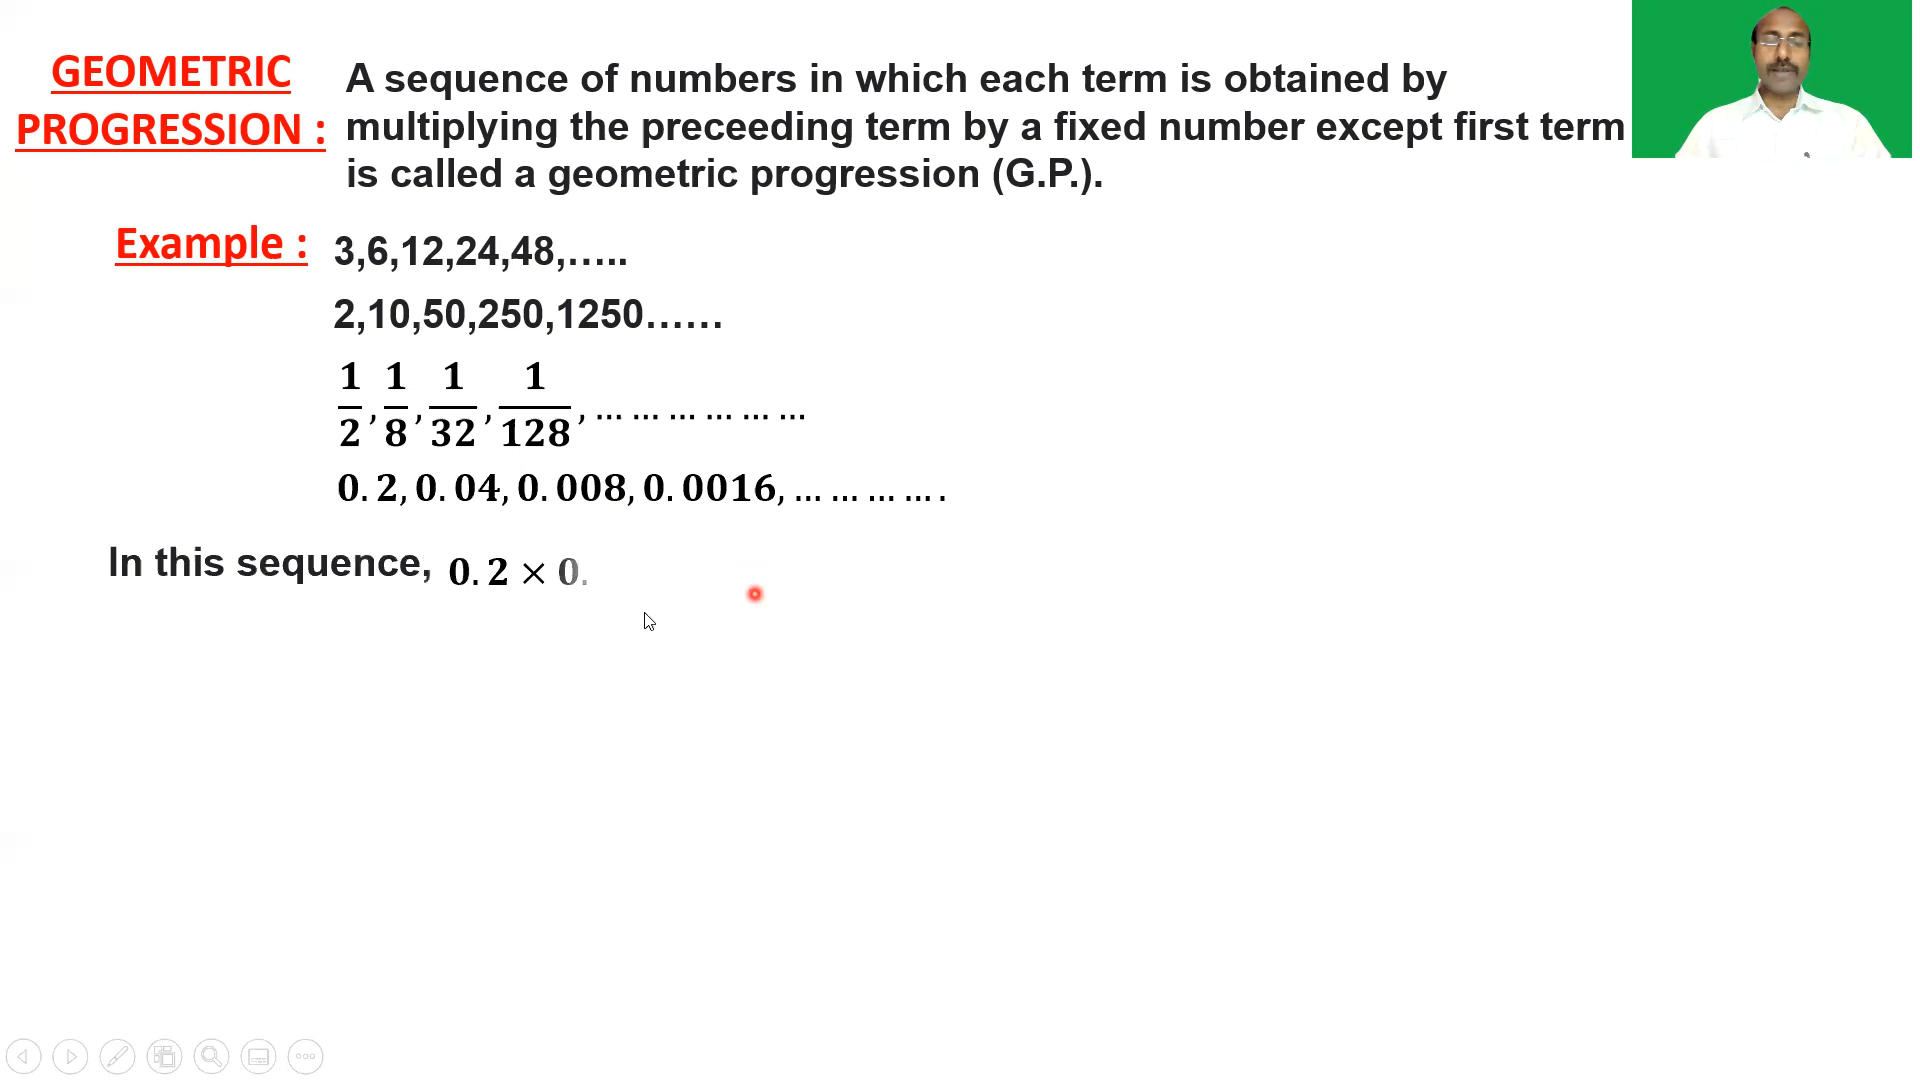 GEOMETRIC
PROGRESSION :
A sequence of numbers in which each term is obtained by
multiplying the preceeding term by a fixed number except first term
is called a geometric progression (G.P.).
Example :
3,6,12,24,48,…..
2,10,50,250,1250……
1/2, 1/8, 1/32, 1/128, … … … … … …
0.2, 0.04, 0.008, 0.0016, … … … … .
In this sequence, 0.2 × 0.